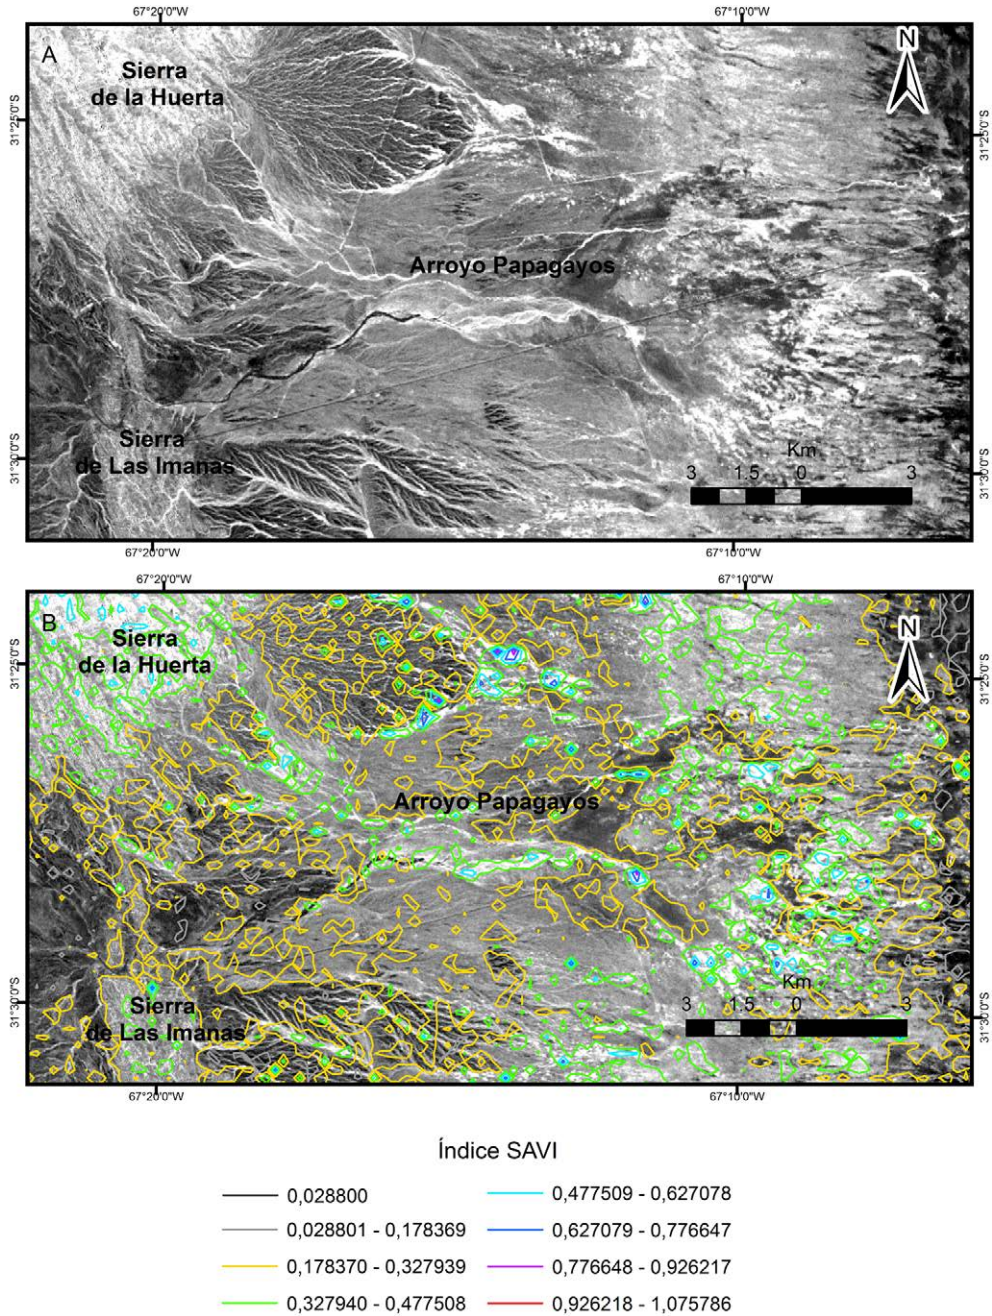 67°20'0"W
67°10'0"W
A
N
Sierra
de la Huerta
31°25'0"S
31°25'0"S
Arroyo Papagayos
Sierra
de Las Imanas
Km
3 1.5 0 3
31°30'0"S
31°30'0"S
67°20'0"W
67°10'0"W
67°20'0"W
67°10'0"W
B
N
Sierra
de la Huerta
31°25'0"S
31°25'0"S
Arroyo Papagayos
Sierra
de Las Imanas
Km
3 1.5 0 3
31°30'0"S
31°30'0"S
67°20'0"W
67°10'0"W
Índice SAVI
0,028800
0,028801 - 0,178369
0,178370 - 0,327939
0,327940 - 0,477508
0,477509 - 0,627078
0,627079 - 0,776647
0,776648 - 0,926217
0,926218 - 1,075786